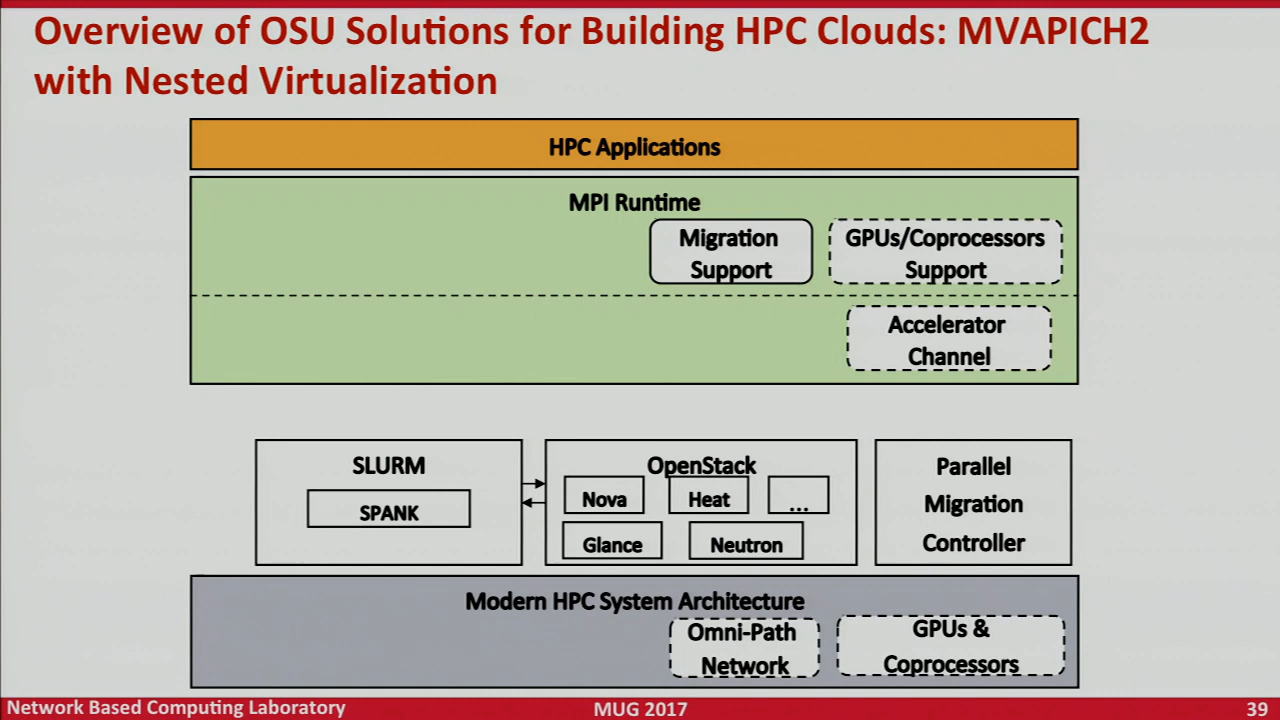 Overview of OSU Solutions for Building HPC Clouds: MVAPICH2
with Nested Virtualization
HPC Applications
MPI Runtime
Migration
Support
GPUs/Coprocessors
Support
Accelerator
Channel
SLURM
SPANK
OpenStack
Nova
Heat
...
Glance
Neutron
Parallel
Migration
Controller
Modern HPC System Architecture
Omni-Path
Network
GPUs &
Coprocessors
Network Based Computing Laboratory
MUG 2017
39